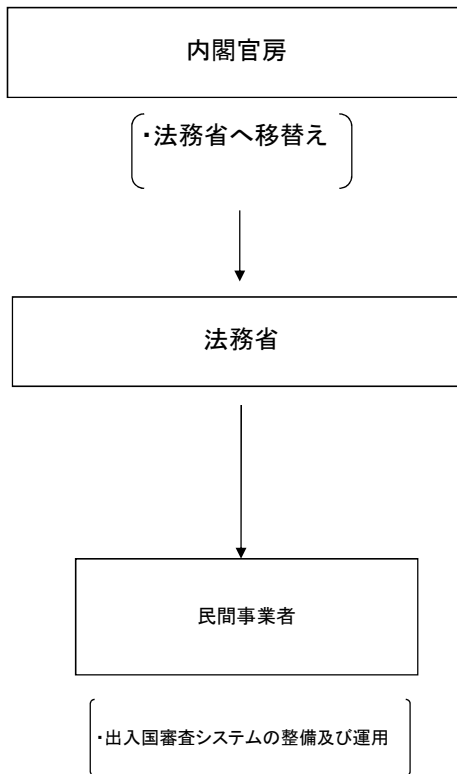 内閣官房
・法務省へ移替え
法務省
民間事業者
・出入国審査システムの整備及び運用